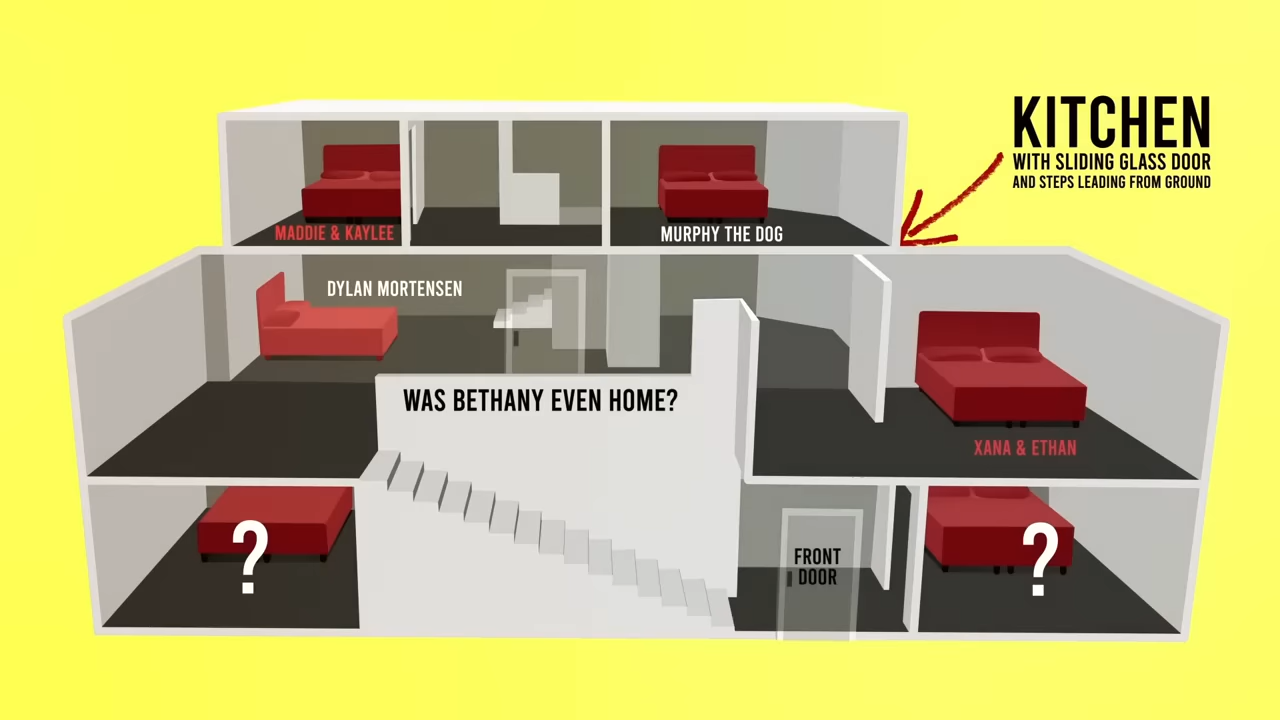 KITCHEN
WITH SLIDING GLASS DOOR
AND STEPS LEADING FROM GROUND
MADDIE & KAYLEE
MURPHY THE DOG
DYLAN MORTENSEN
WAS BETHANY EVEN HOME?
XANA & ETHAN
?
FRONT
DOOR
?